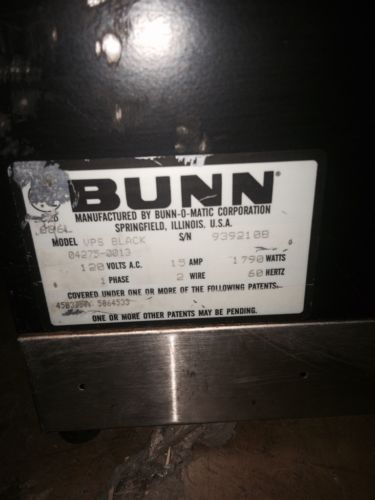 BUNN®
MANUFACTURED BY BUNN-O-MATIC CORPORATION
SPRINGFIELD, ILLINOIS, U.S.A.
MODEL VPS BLACK S/N 9392108
04275-0013
120 VOLTS A.C. 15 AMP 1790 WATTS
1 PHASE 2 WIRE 60 HERTZ
COVERED UNDER ONE OR MORE OF THE FOLLOWING PATENTS.
5064533
ONE OR MORE OTHER PATENTS MAY BE PENDING.